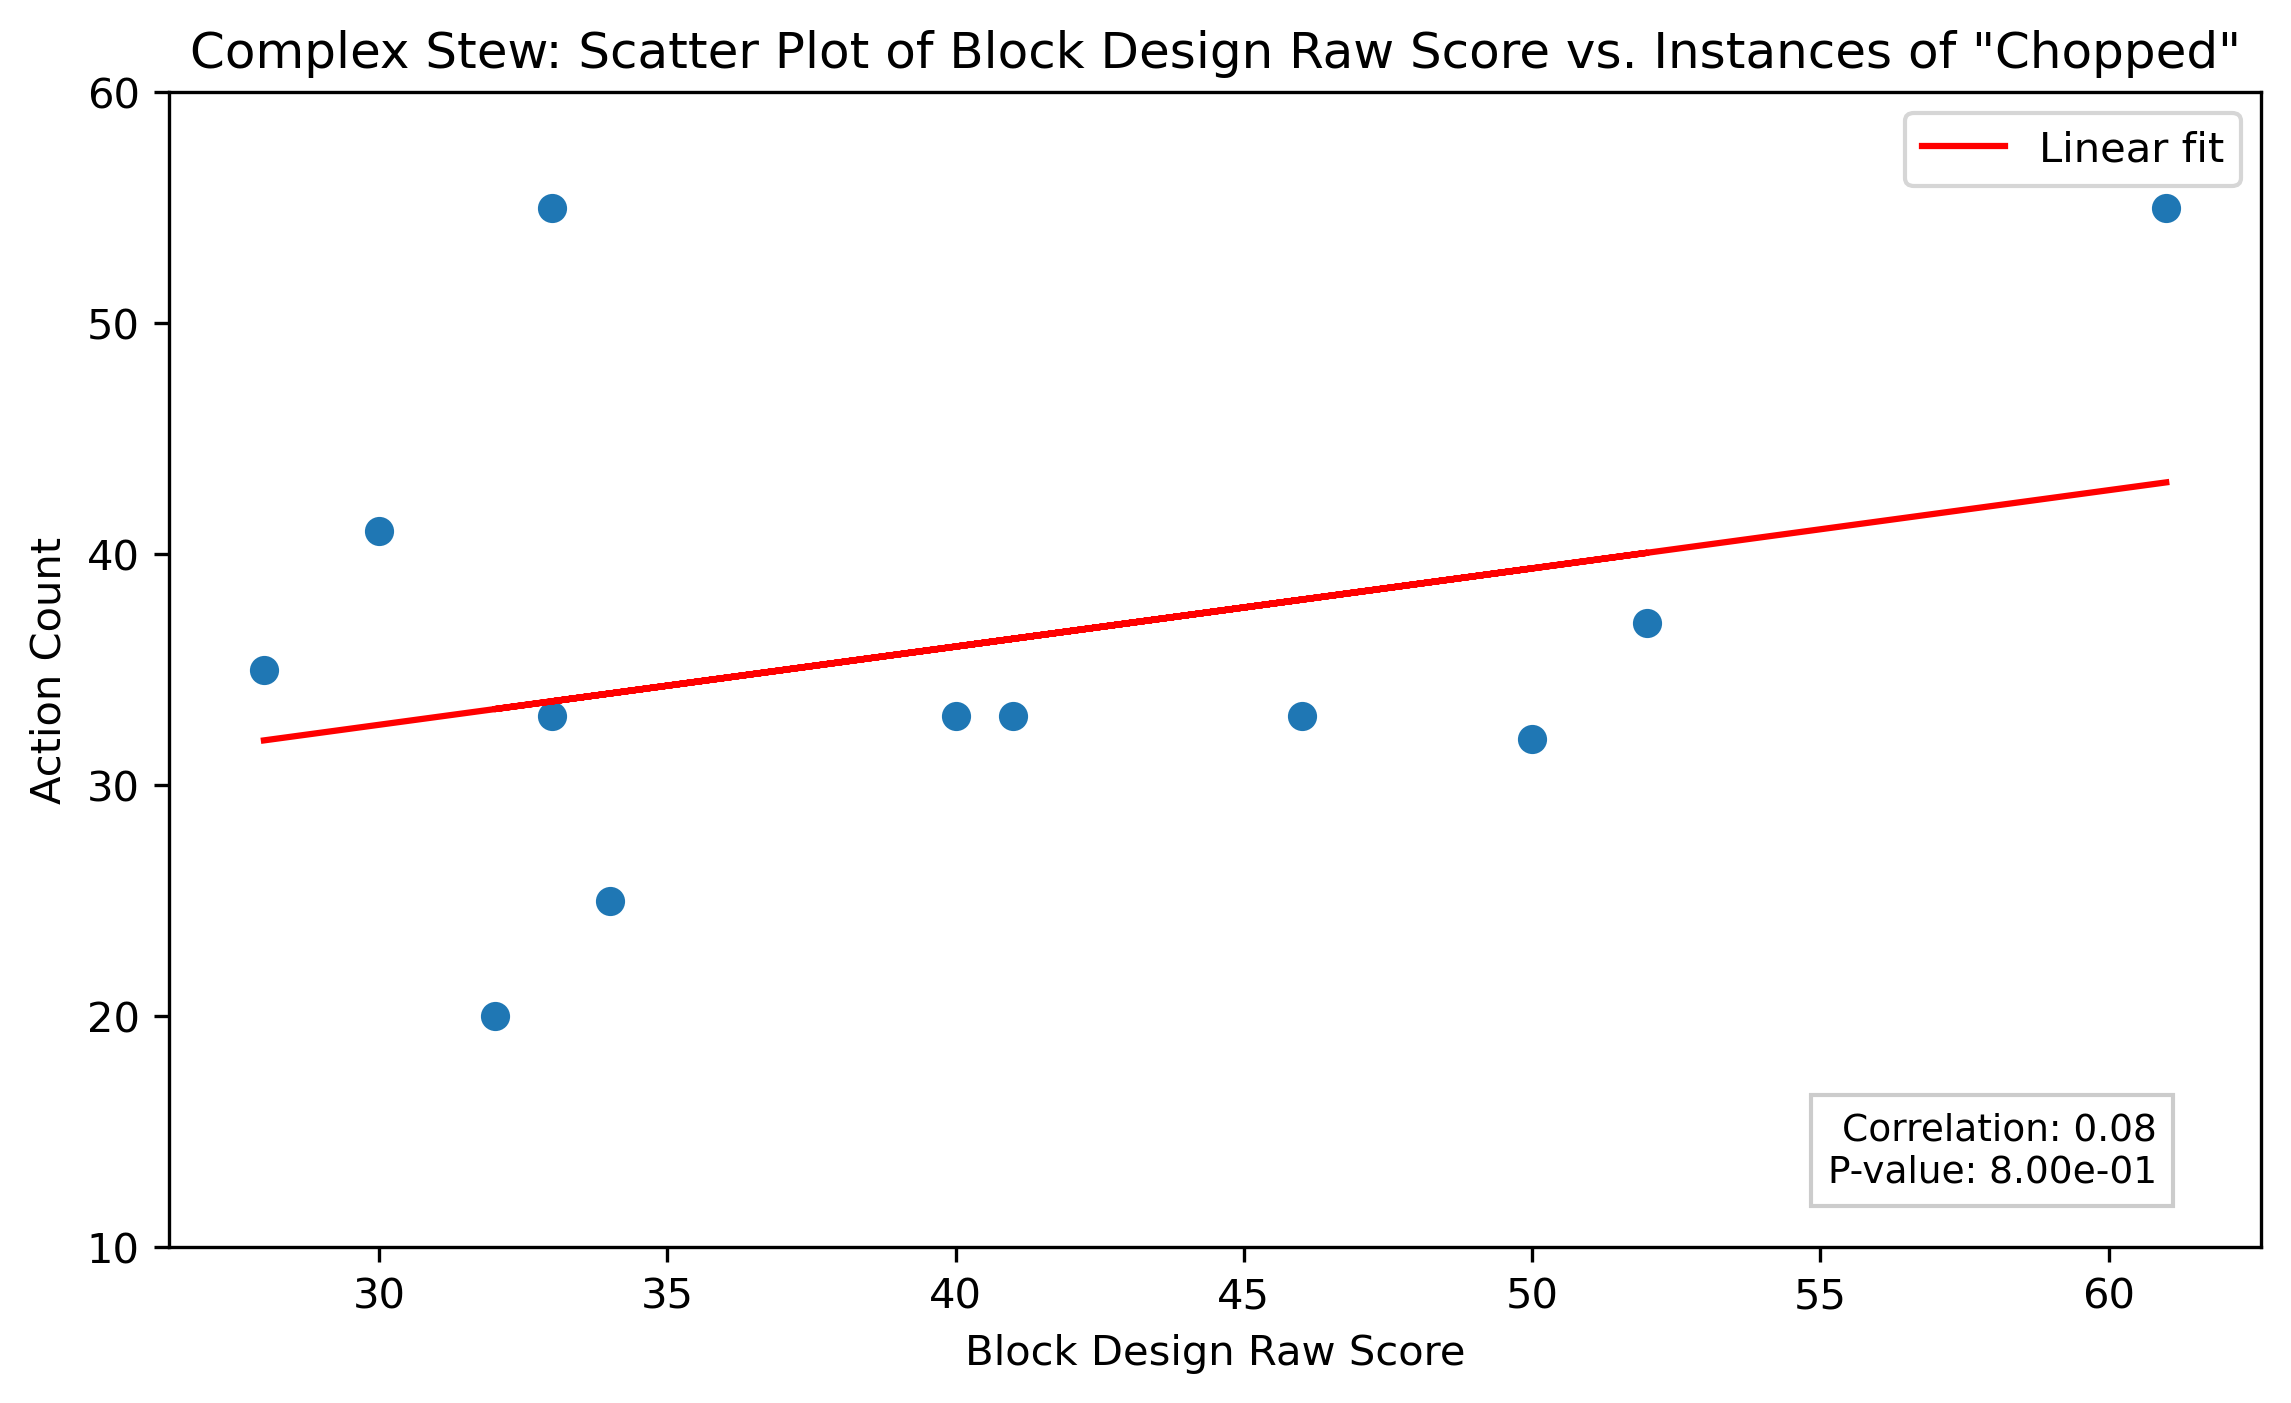 Complex Stew: Scatter Plot of Block Design Raw Score vs. Instances of "Chopped"
60
50
40
30
20
10
Action Count
Linear fit
Correlation: 0.08
P-value: 8.00e-01
30 35 40 45 50 55 60
Block Design Raw Score